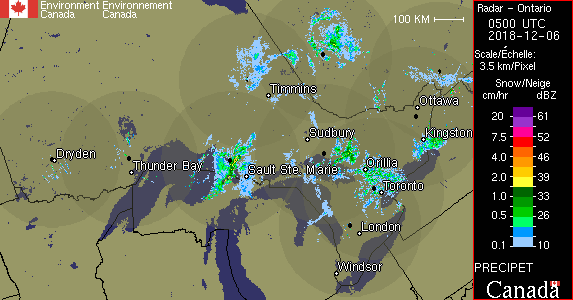 Environment Environnement
Canada Canada
100 KM
Timmins
Ottawa
Sudbury
Kingston
Dryden
Thunder Bay
Sault Ste. Marie
Orillia
Toronto
London
Windsor
Radar - Ontario
0500 UTC
2018-12-06
Scale/Échelle:
3.5 km/Pixel
Snow/Neige
cm/hr dBZ
20 61
7.5 52
4.0 46
2.0 39
1.0 33
0.5 26
0.1 10
PRECIPET
Canada